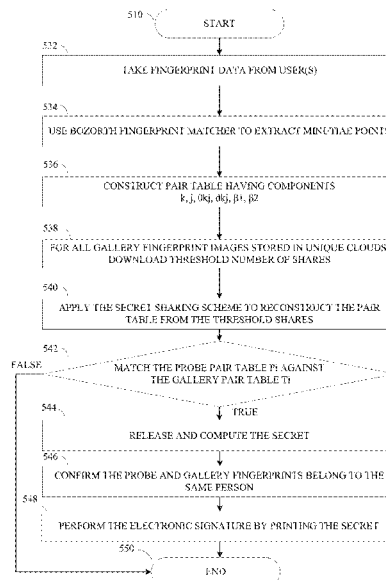 510
START
532
TAKE FINGERPRINT DATA FROM USER(S)
534
USE BOZORTH FINGERPRINT MATCHER TO EXTRACT MINUTIAE POINTS
536
CONSTRUCT PAIR TABLE HAVING COMPONENTS
k, j, θkj, dkj, β1, β2
538
FOR ALL GALLERY FINGERPRINT IMAGES STORED IN UNIQUE CLOUDS,
DOWNLOAD THRESHOLD NUMBER OF SHARES
540
APPLY THE SECRET SHARING SCHEME TO RECONSTRUCT THE PAIR
TABLE FROM THE THRESHOLD SHARES
542
FALSE
MATCH THE PROBE PAIR TABLE Pt AGAINST
THE GALLERY PAIR TABLE Tt
TRUE
544
RELEASE AND COMPUTE THE SECRET
546
CONFIRM THE PROBE AND GALLERY FINGERPRINTS BELONG TO THE
SAME PERSON
548
PERFORM THE ELECTRONIC SIGNATURE BY PRINTING THE SECRET
550
END